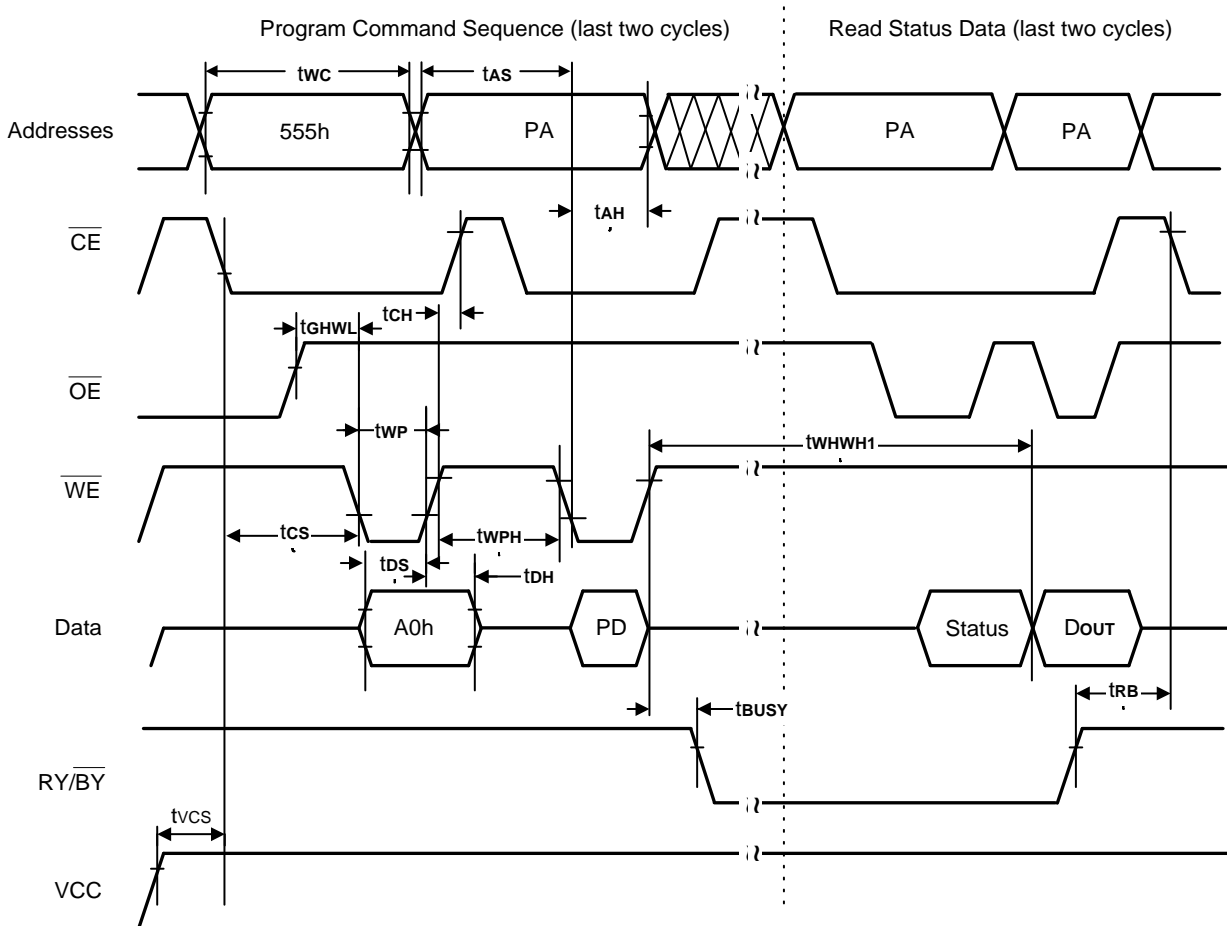 Program Command Sequence (last two cycles) Read Status Data (last two cycles)
tWC tAS
Addresses 555h PA PA PA
tAH
CE
tCH
tGHWL
OE
tWP tWHWH1
WE
tCS tWPH
tDS tDH
Data A0h PD Status DOUT
tRB
tBUSY
RY/BY
tVCS
VCC